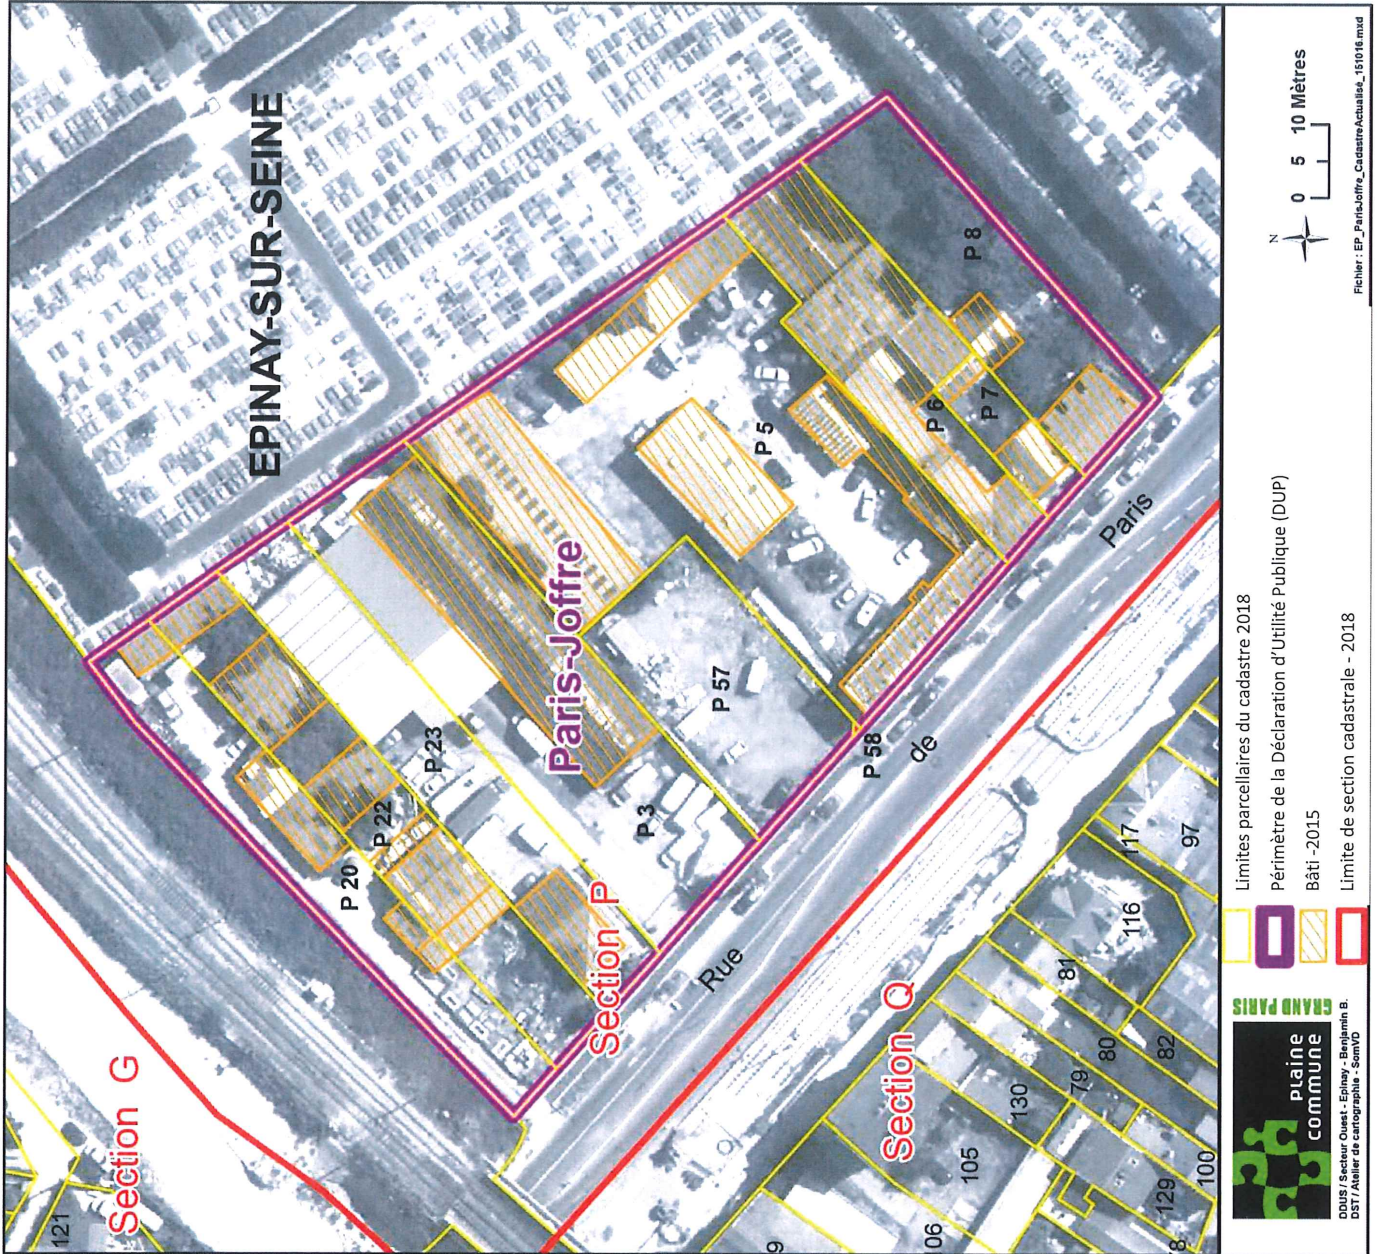 EPINAY-SUR-SEINE
Paris-Joffre
Section G
Section P
Section Q
P 20
P 22
P 23
P 3
P 57
P 58
P 5
P 6
P 7
P 8
Rue de Paris
121
105
130
79
80
81
82
116
117
97
129
100
06
9
8
Limites parcellaires du cadastre 2018
Périmètre de la Déclaration d'Utilité Publique (DUP)
Bâti -2015
Limite de section cadastrale - 2018
N
0 5 10 Mètres
Fichier : EP_ParisJoffre_CadastreActualisé_151016.mxd
PLaine
commune
GRAND PARIS
DDUS / Secteur Ouest - Epinay - Benjamin B.
DST / Atelier de cartographie - SomVD